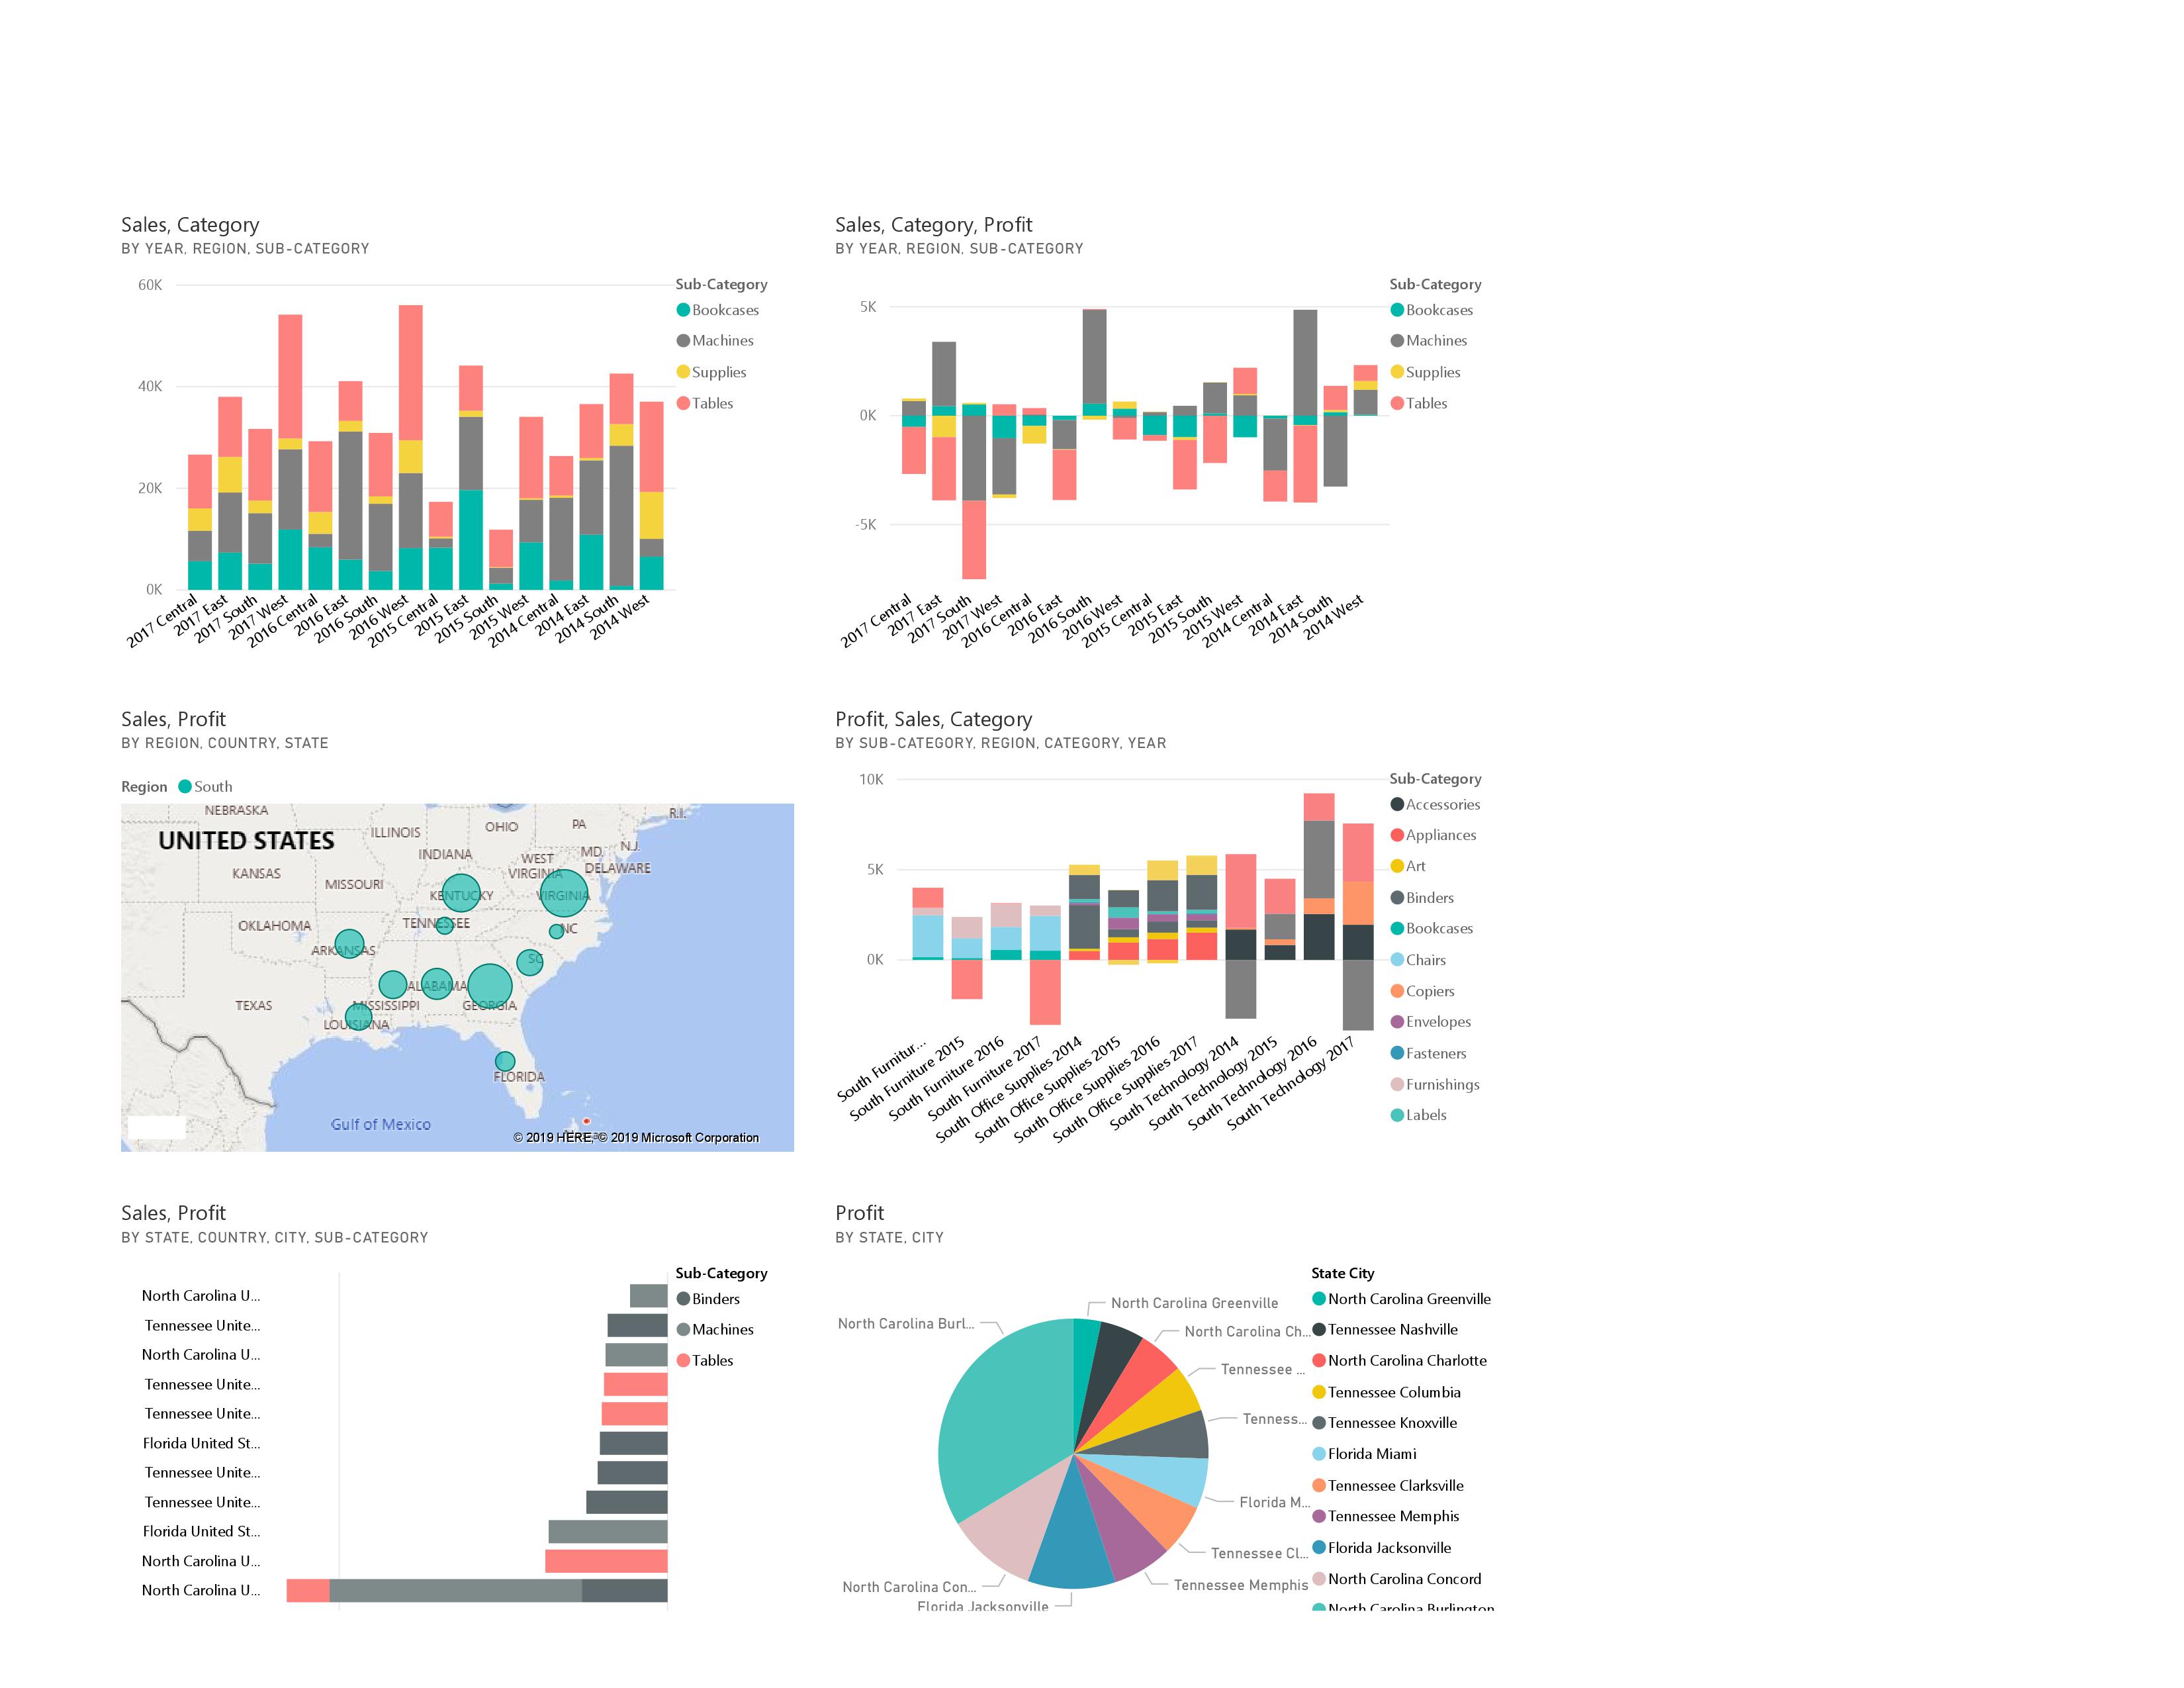 Sales, Category
BY YEAR, REGION, SUB-CATEGORY
60K
40K
20K
0K
2017 Central
2017 East
2017 South
2017 West
2016 Central
2016 East
2016 South
2016 West
2015 Central
2015 East
2015 South
2015 West
2014 Central
2014 East
2014 South
2014 West
Sub-Category
Bookcases
Machines
Supplies
Tables
Sales, Category, Profit
BY YEAR, REGION, SUB-CATEGORY
5K
0K
-5K
2017 Central
2017 East
2017 South
2017 West
2016 Central
2016 East
2016 South
2016 West
2015 Central
2015 East
2015 South
2015 West
2014 Central
2014 East
2014 South
2014 West
Sub-Category
Bookcases
Machines
Supplies
Tables
Sales, Profit
BY REGION, COUNTRY, STATE
Region South
NEBRASKA
R.I.
UNITED STATES
ILLINOIS
OHIO
PA
INDIANA
WEST
VIRGINIA
MD.
N.J.
DELAWARE
KANSAS
MISSOURI
KENTUCKY
VIRGINIA
OKLAHOMA
TENNESSEE
NC
ARKANSAS
SC
TEXAS
MISSISSIPPI
ALABAMA
GEORGIA
LOUISIANA
FLORIDA
Gulf of Mexico
© 2019 HERE, © 2019 Microsoft Corporation
Profit, Sales, Category
BY SUB-CATEGORY, REGION, CATEGORY, YEAR
10K
5K
0K
South Furnitur...
South Furniture 2015
South Furniture 2016
South Furniture 2017
South Office Supplies 2014
South Office Supplies 2015
South Office Supplies 2016
South Office Supplies 2017
South Technology 2014
South Technology 2015
South Technology 2016
South Technology 2017
Sub-Category
Accessories
Appliances
Art
Binders
Bookcases
Chairs
Copiers
Envelopes
Fasteners
Furnishings
Labels
Sales, Profit
BY STATE, COUNTRY, CITY, SUB-CATEGORY
North Carolina U...
Tennessee Unite...
North Carolina U...
Tennessee Unite...
Tennessee Unite...
Florida United St...
Tennessee Unite...
Tennessee Unite...
Florida United St...
North Carolina U...
North Carolina U...
Sub-Category
Binders
Machines
Tables
Profit
BY STATE, CITY
North Carolina Greenville
North Carolina Ch...
Tennessee ...
Tenness...
Florida M...
Tennessee Cl...
Tennessee Memphis
Florida Jacksonville
North Carolina Con...
North Carolina Burl...
State City
North Carolina Greenville
Tennessee Nashville
North Carolina Charlotte
Tennessee Columbia
Tennessee Knoxville
Florida Miami
Tennessee Clarksville
Tennessee Memphis
Florida Jacksonville
North Carolina Concord
North Carolina Burlington